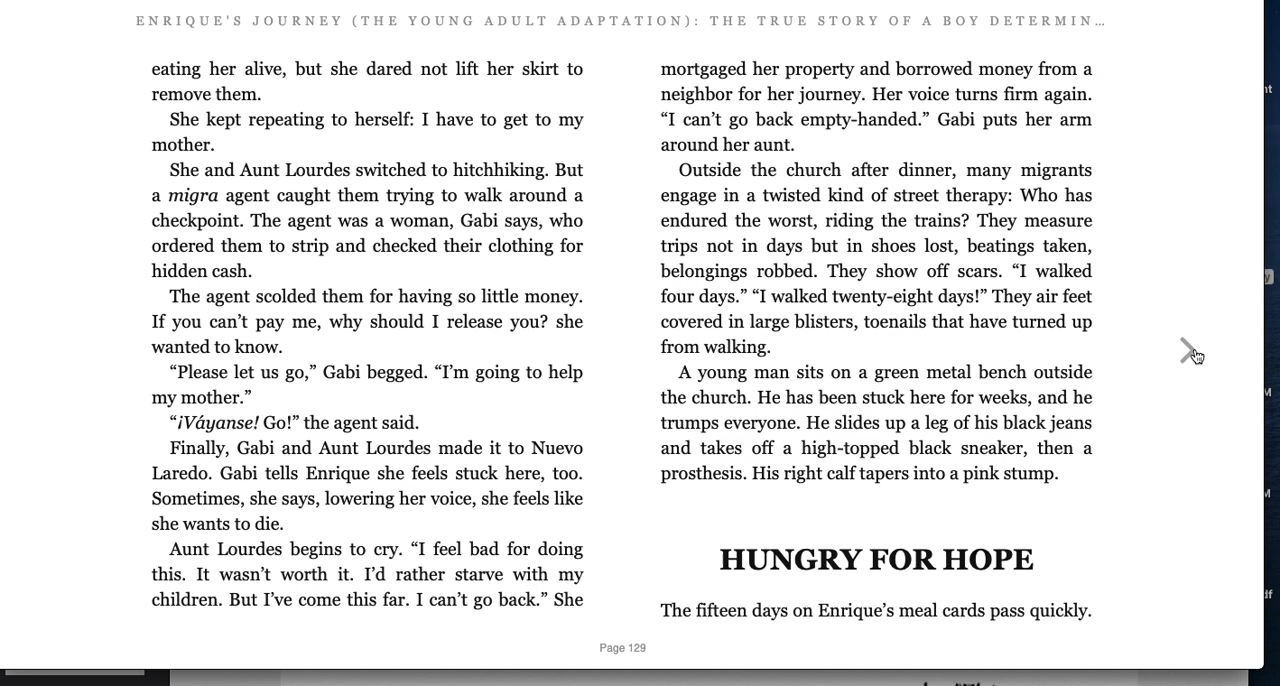 ENRIQUE'S JOURNEY (THE YOUNG ADULT ADAPTATION): THE TRUE STORY OF A BOY DETERMIN…
eating her alive, but she dared not lift her skirt to
remove them.
She kept repeating to herself: I have to get to my
mother.
She and Aunt Lourdes switched to hitchhiking. But
a migra agent caught them trying to walk around a
checkpoint. The agent was a woman, Gabi says, who
ordered them to strip and checked their clothing for
hidden cash.
The agent scolded them for having so little money.
If you can’t pay me, why should I release you? she
wanted to know.
“Please let us go,” Gabi begged. “I’m going to help
my mother.”
“¡Váyanse! Go!” the agent said.
Finally, Gabi and Aunt Lourdes made it to Nuevo
Laredo. Gabi tells Enrique she feels stuck here, too.
Sometimes, she says, lowering her voice, she feels like
she wants to die.
Aunt Lourdes begins to cry. “I feel bad for doing
this. It wasn’t worth it. I’d rather starve with my
children. But I’ve come this far. I can’t go back.” She
mortgaged her property and borrowed money from a
neighbor for her journey. Her voice turns firm again.
“I can’t go back empty-handed.” Gabi puts her arm
around her aunt.
Outside the church after dinner, many migrants
engage in a twisted kind of street therapy: Who has
endured the worst, riding the trains? They measure
trips not in days but in shoes lost, beatings taken,
belongings robbed. They show off scars. “I walked
four days.” “I walked twenty-eight days!” They air feet
covered in large blisters, toenails that have turned up
from walking.
A young man sits on a green metal bench outside
the church. He has been stuck here for weeks, and he
trumps everyone. He slides up a leg of his black jeans
and takes off a high-topped black sneaker, then a
prosthesis. His right calf tapers into a pink stump.
HUNGRY FOR HOPE
The fifteen days on Enrique’s meal cards pass quickly.
Page 129